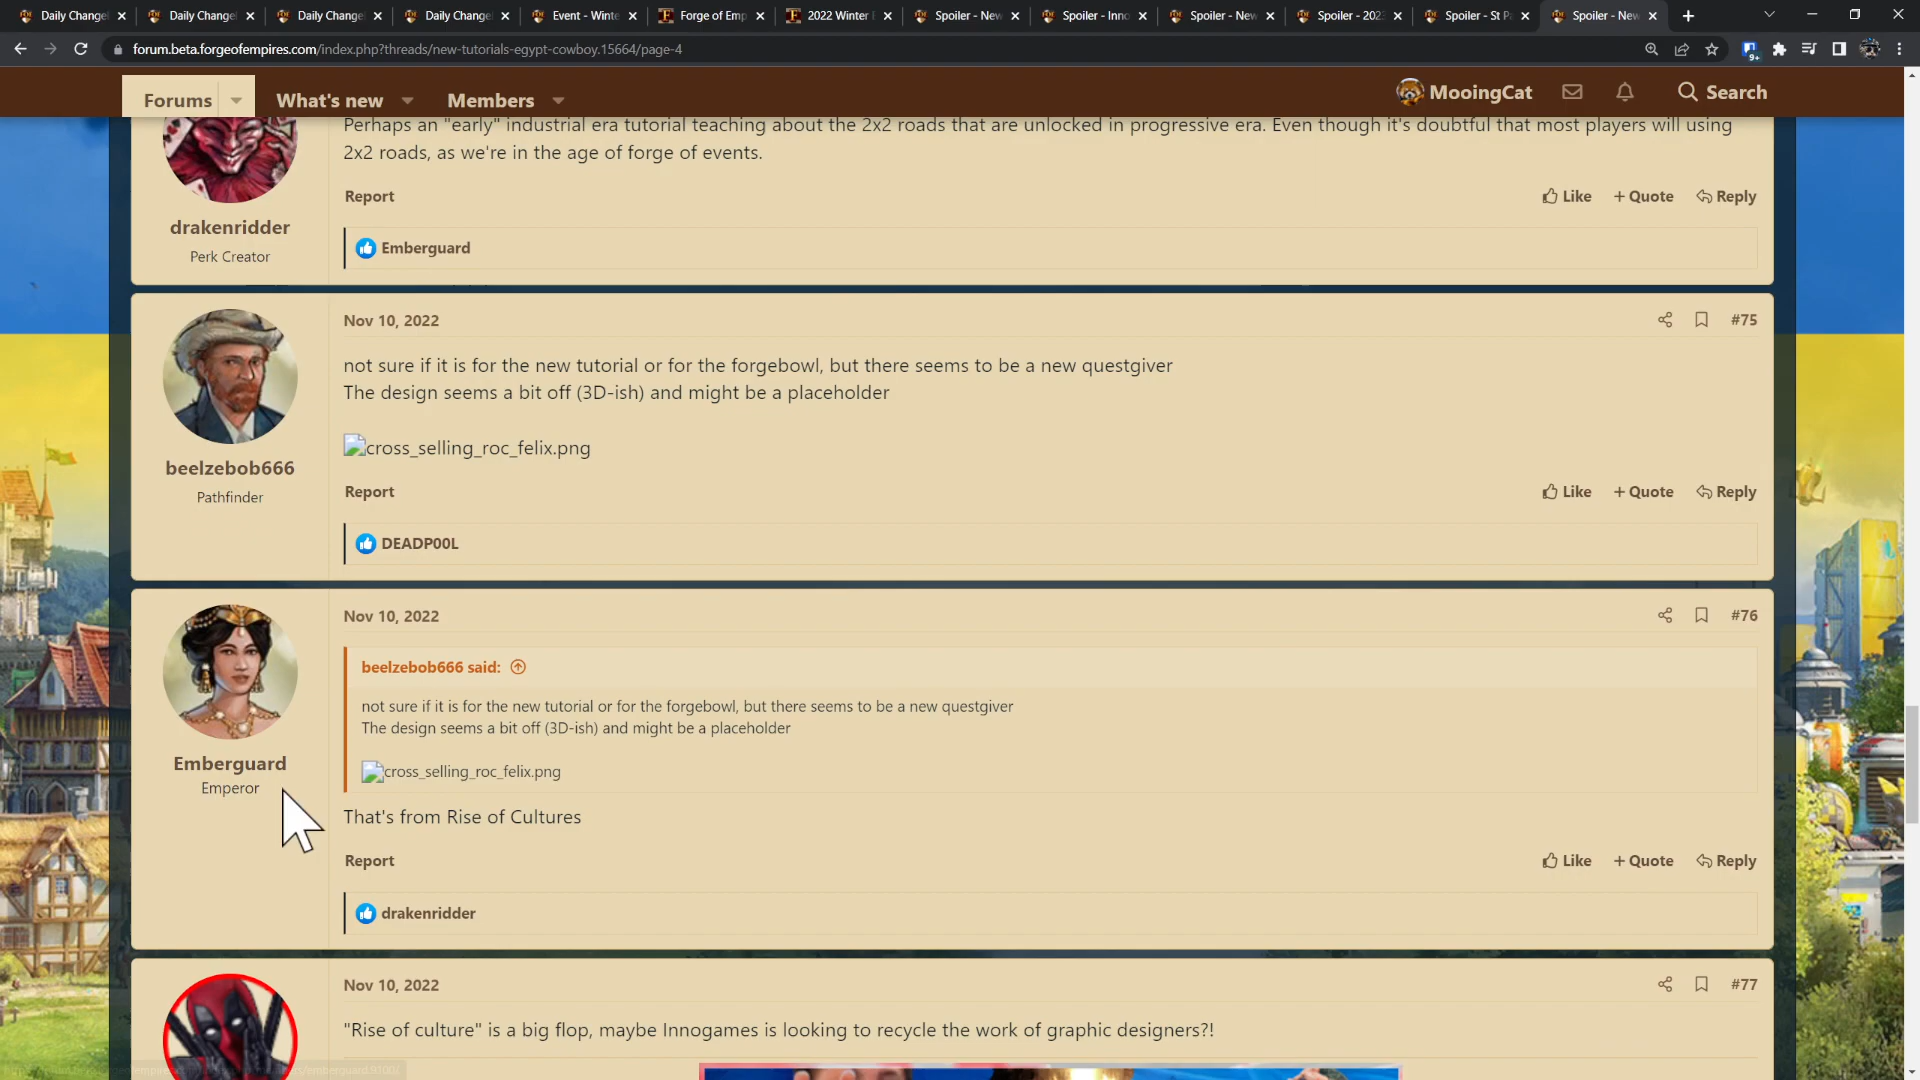 Daily Change
Daily Change
Daily Change
Daily Change
Event - Winte
Forge of Emp
2022 Winter E
Spoiler - New
Spoiler - Inno
Spoiler - New
Spoiler - 202
Spoiler - St Pa
Spoiler - New
forum.beta.forgeofempires.com/index.php?threads/new-tutorials-egypt-cowboy.15664/page-4
9+
Forums
What's new
Members
MooingCat
Search
Perhaps an "early" industrial era tutorial teaching about the 2x2 roads that are unlocked in progressive era. Even though it's doubtful that most players will using
2x2 roads, as we're in the age of forge of events.
Report
Like
+ Quote
Reply
drakenridder
Perk Creator
Emberguard
Nov 10, 2022
#75
not sure if it is for the new tutorial or for the forgebowl, but there seems to be a new questgiver
The design seems a bit off (3D-ish) and might be a placeholder
cross_selling_roc_felix.png
beelzebob666
Pathfinder
Report
Like
+ Quote
Reply
DEADP00L
Nov 10, 2022
#76
beelzebob666 said:
not sure if it is for the new tutorial or for the forgebowl, but there seems to be a new questgiver
The design seems a bit off (3D-ish) and might be a placeholder
cross_selling_roc_felix.png
Emberguard
Emperor
That's from Rise of Cultures
Report
Like
+ Quote
Reply
drakenridder
Nov 10, 2022
#77
"Rise of culture" is a big flop, maybe Innogames is looking to recycle the work of graphic designers?!